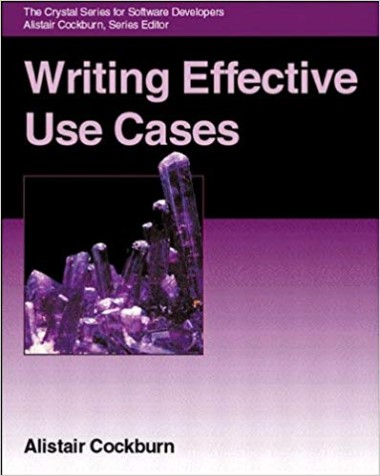 The Crystal Series for Software Developers
Alistair Cockburn, Series Editor
Writing Effective
Use Cases
Alistair Cockburn